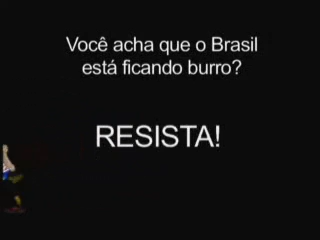 Você acha que o Brasil
está ficando burro?
RESISTA!